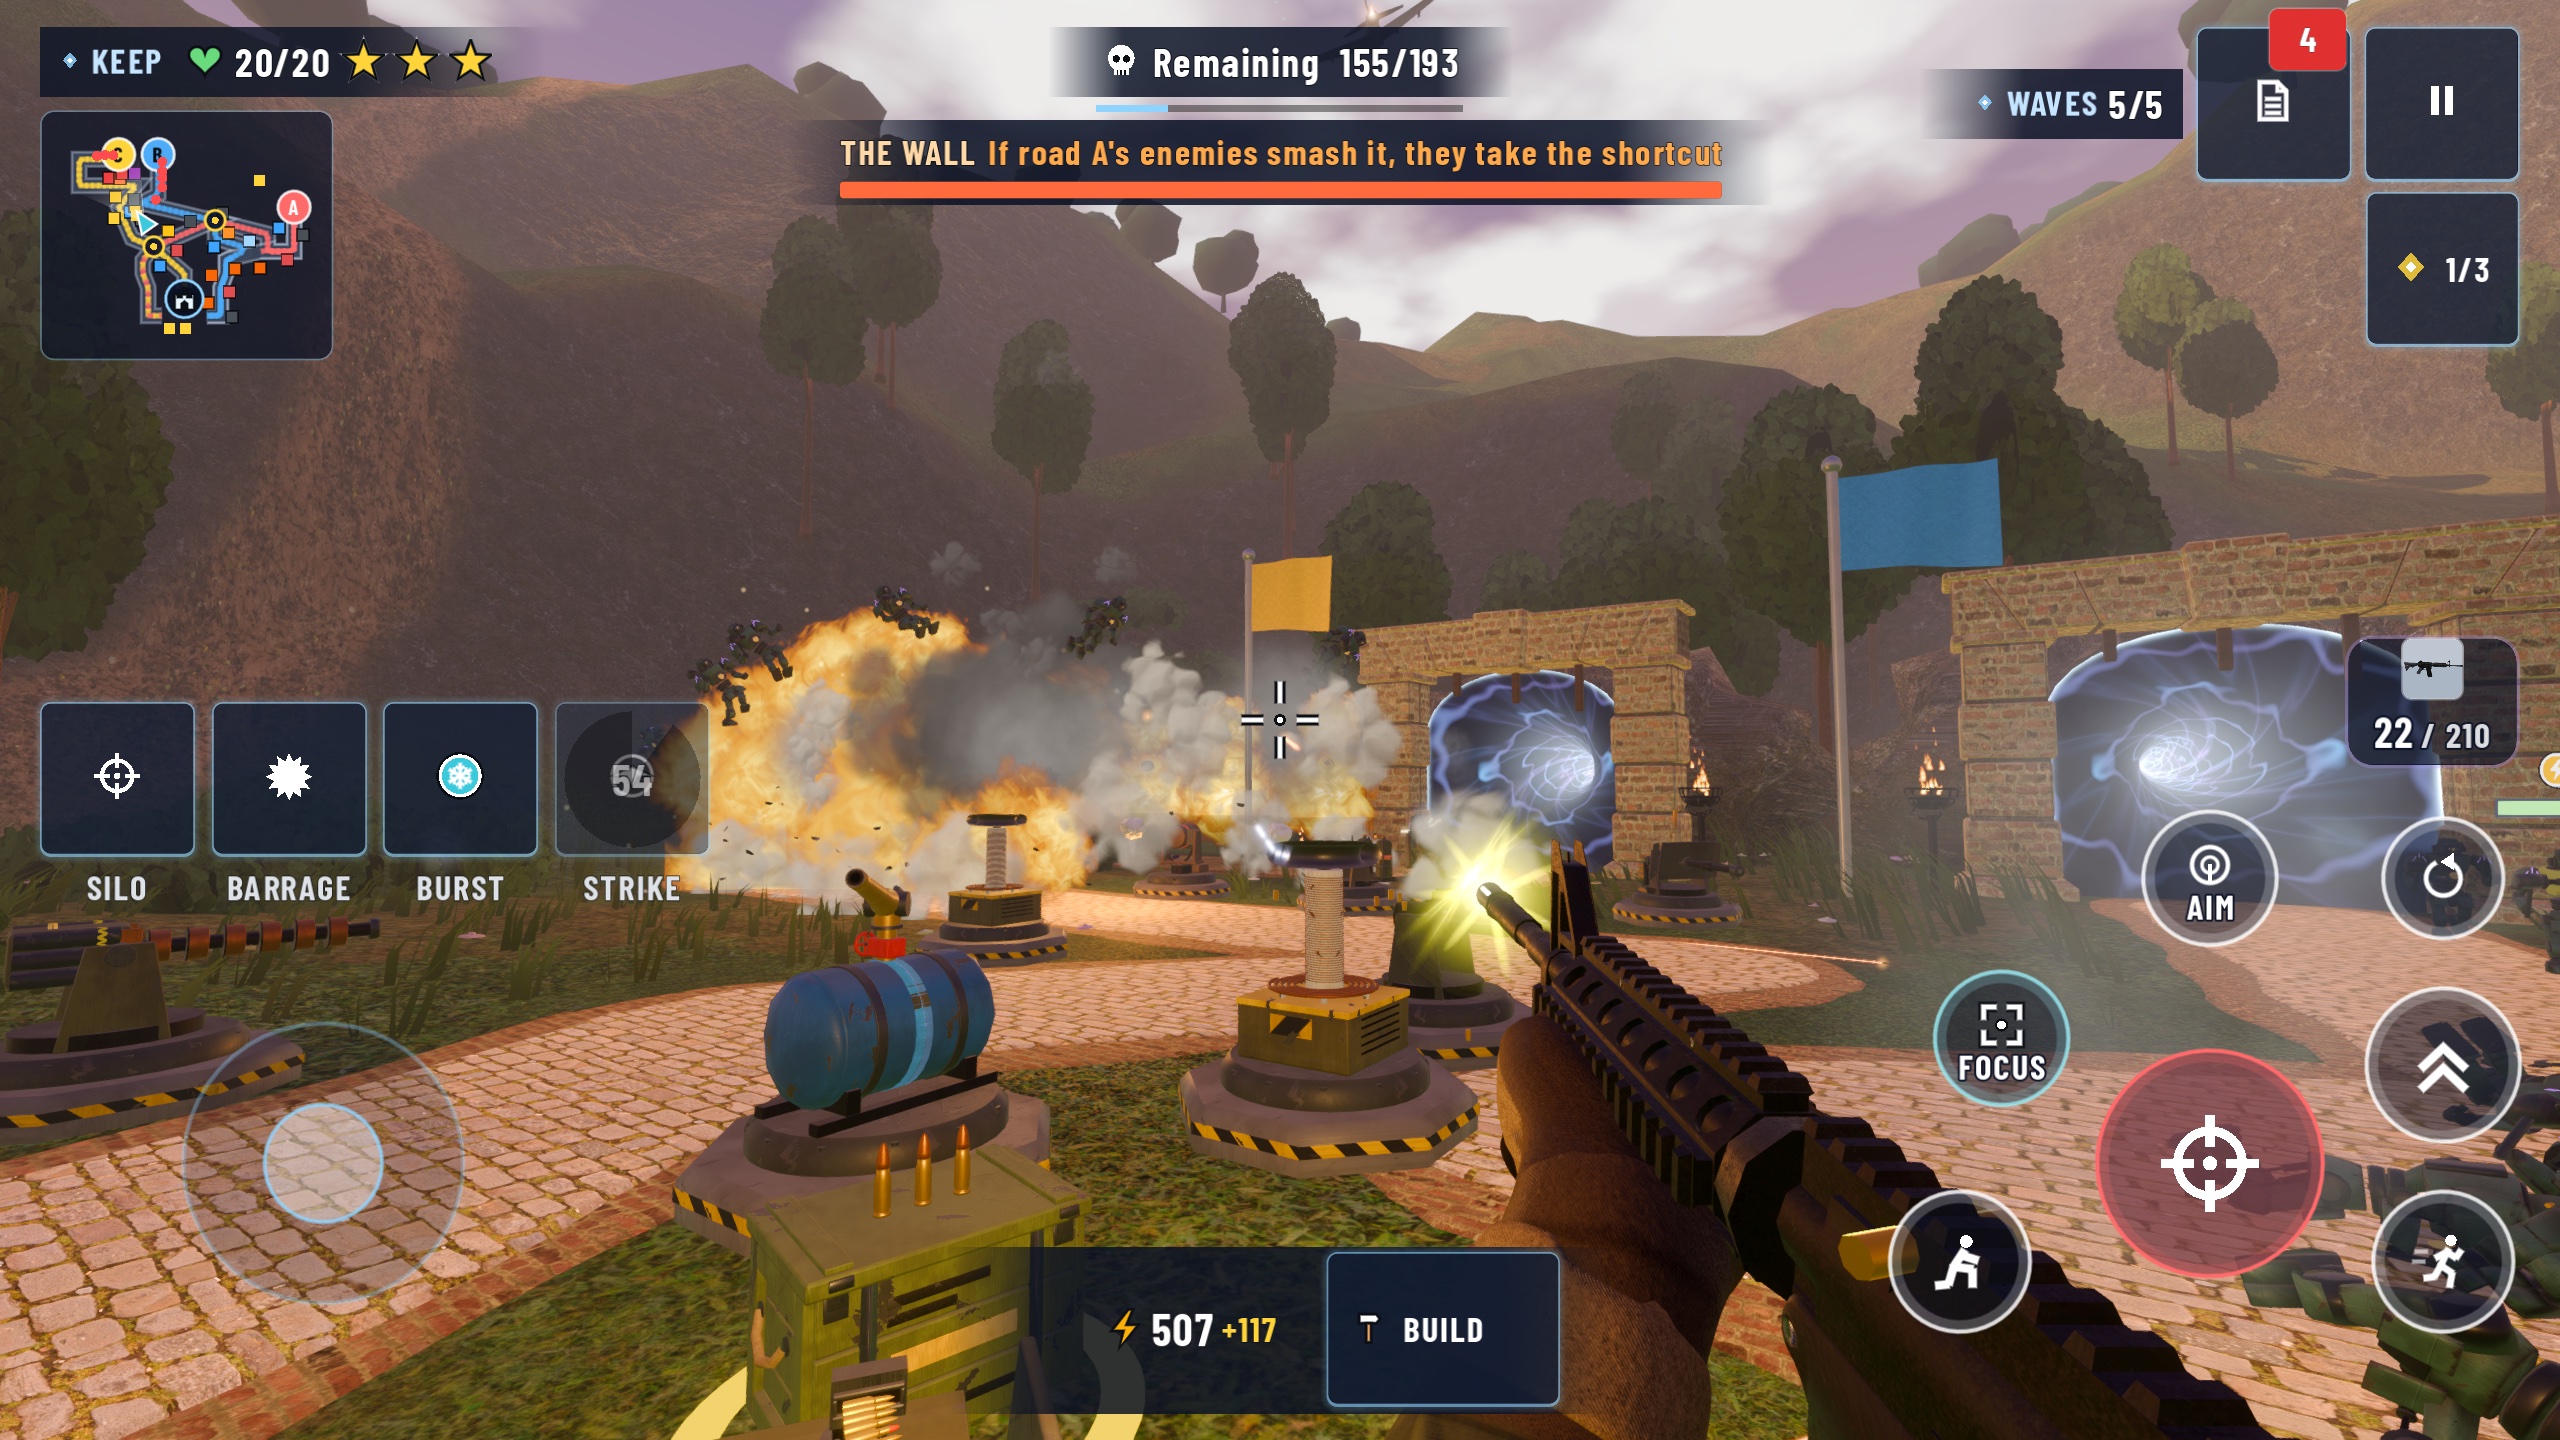 KEEP 20/20
Remaining 155/193
4
WAVES 5/5
THE WALL If road A's enemies smash it, they take the shortcut
C B
A
1/3
22 / 210
54
SILO BARRAGE BURST STRIKE
AIM
FOCUS
507 +117
BUILD